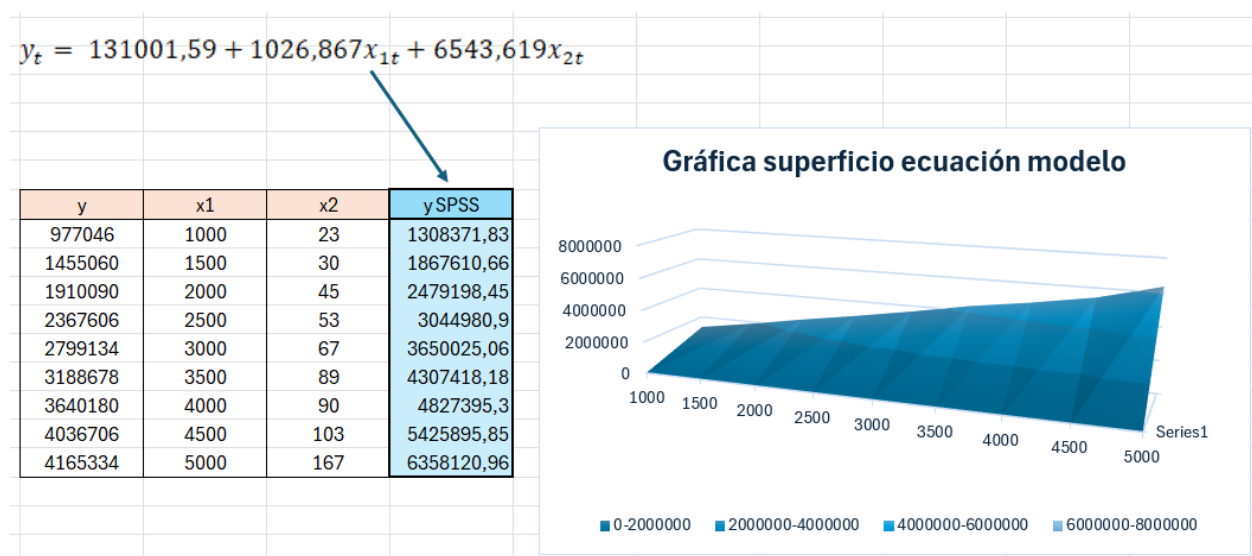 yₜ = 131001,59 + 1026,867x₁ₜ + 6543,619x₂ₜ
y x1 x2 y SPSS
977046 1000 23 1308371,83
1455060 1500 30 1867610,66
1910090 2000 45 2479198,45
2367606 2500 53 3044980,9
2799134 3000 67 3650025,06
3188678 3500 89 4307418,18
3640180 4000 90 4827395,3
4036706 4500 103 5425895,85
4165334 5000 167 6358120,96
Gráfica superficio ecuación modelo
8000000
6000000
4000000
2000000
0
1000 1500 2000 2500 3000 3500 4000 4500 5000
Series1
0-2000000 2000000-4000000 4000000-6000000 6000000-8000000